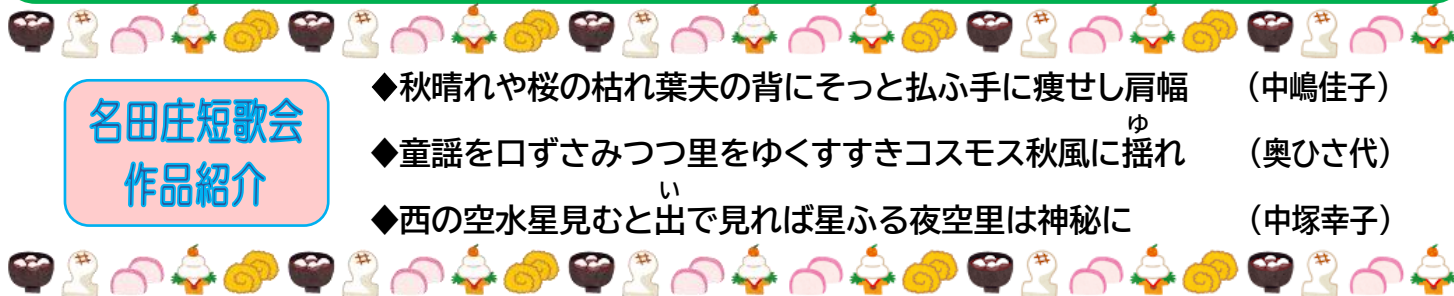 名田庄短歌会
作品紹介
◆秋晴れや桜の枯れ葉夫の背にそっと払ふ手に痩せし肩幅 （中嶋佳子）
ゆ
◆童謡を口ずさみつつ里をゆくすすきコスモス秋風に揺れ （奥ひさ代）
い
◆西の空水星見むと出で見れば星ふる夜空里は神秘に （中塚幸子）